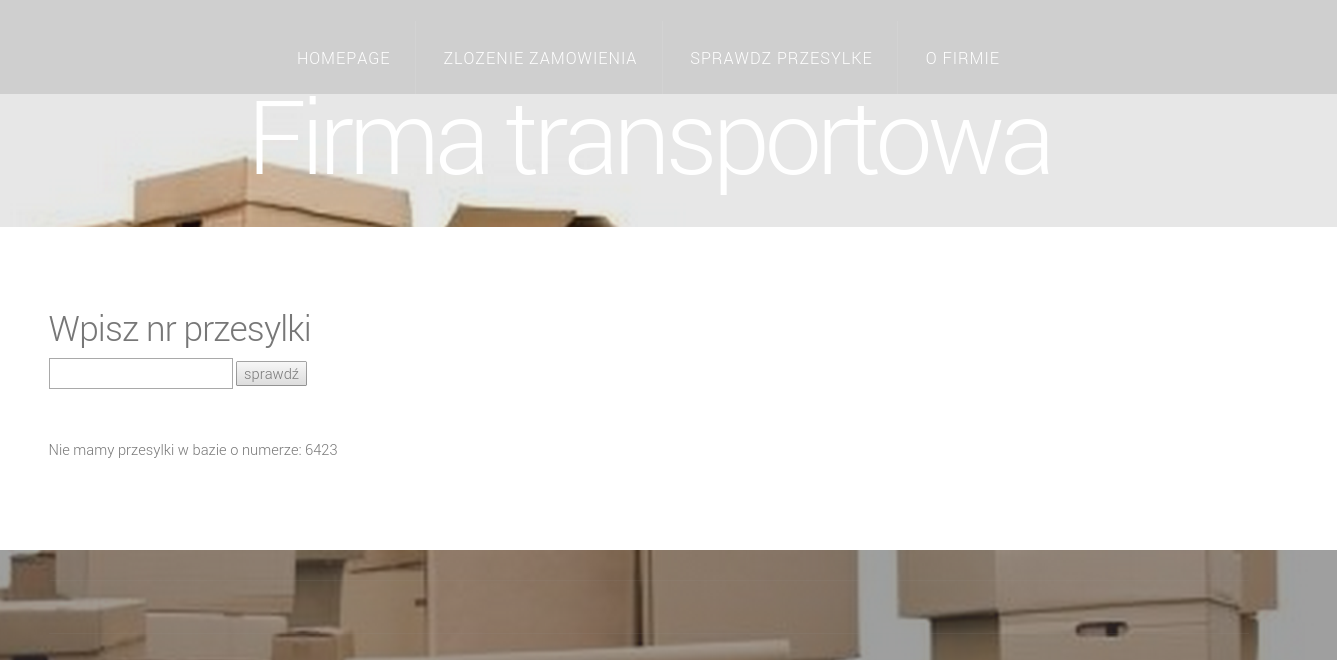 HOMEPAGE ZLOZENIE ZAMOWIENIA SPRAWDZ PRZESYLKE O FIRMIE
Firma transportowa
Wpisz nr przesylki
sprawdź
Nie mamy przesylki w bazie o numerze: 6423